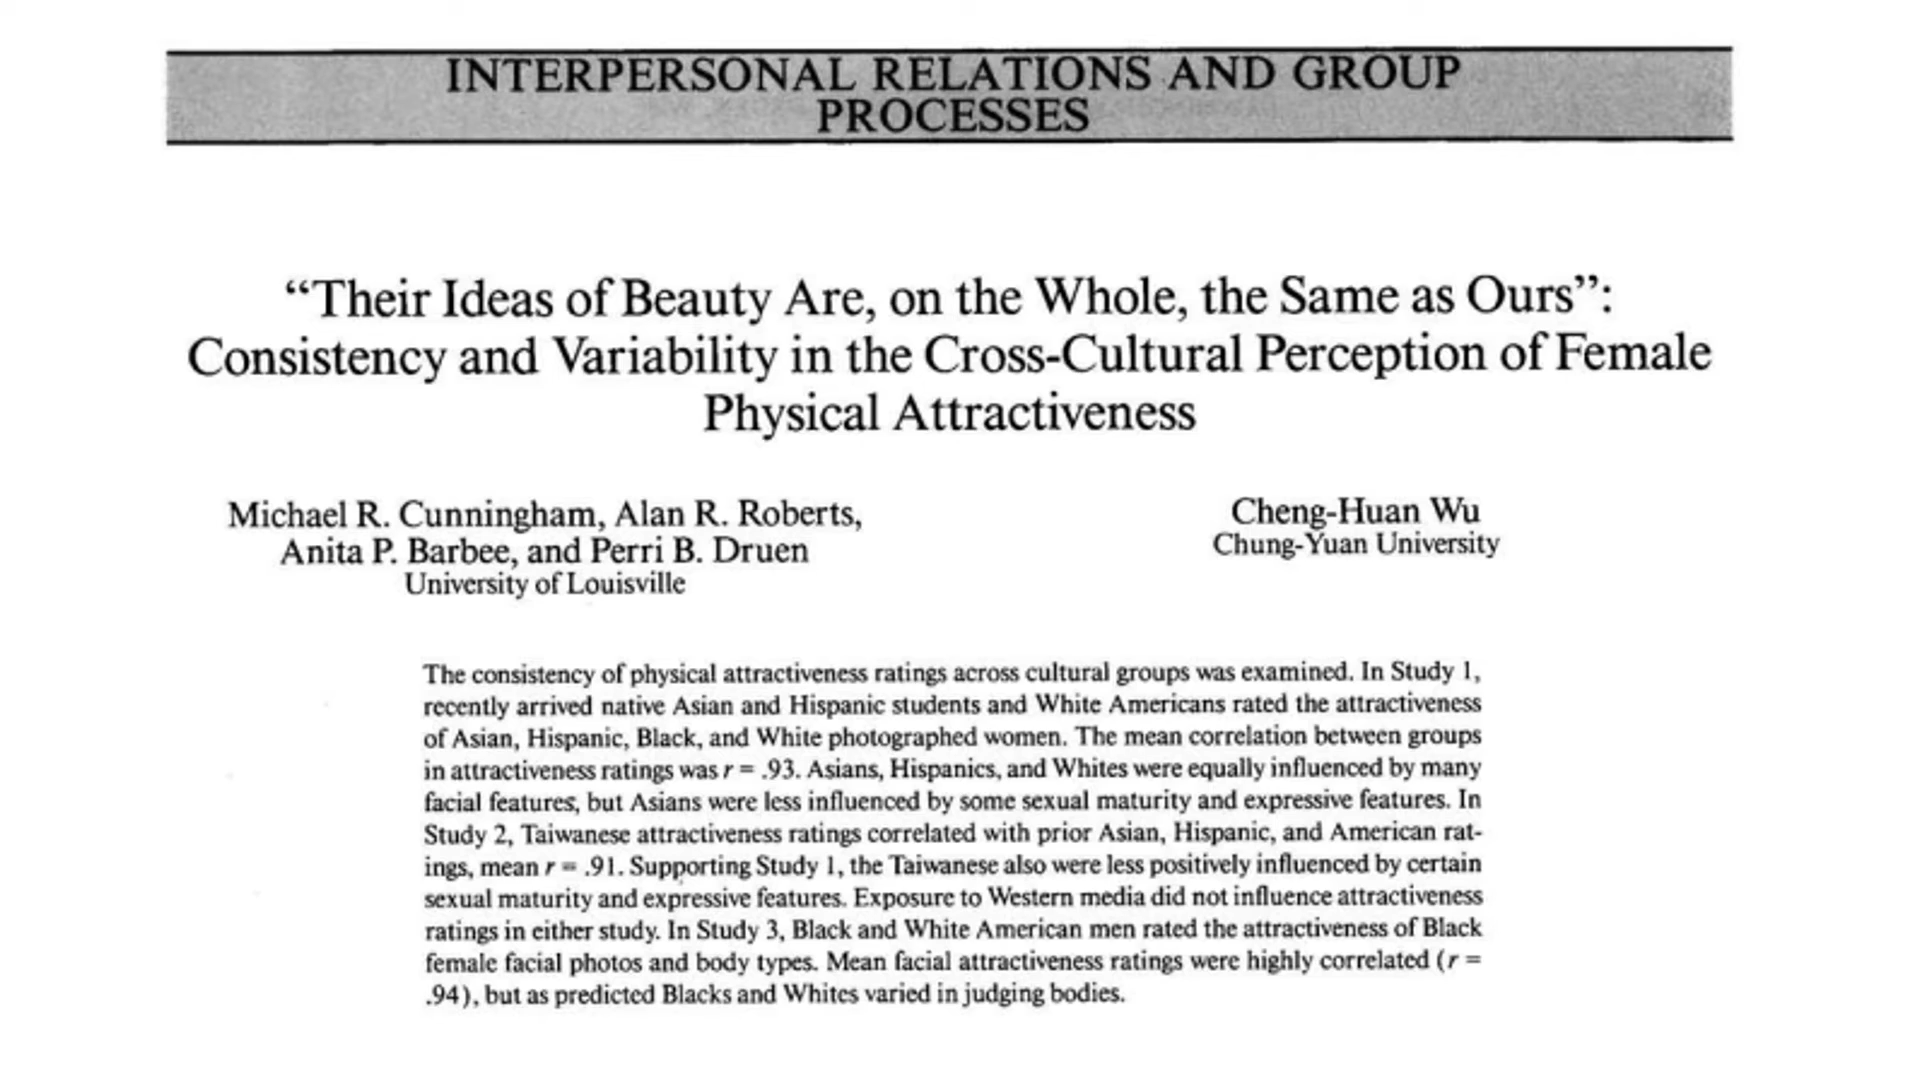 INTERPERSONAL RELATIONS AND GROUP
PROCESSES
“Their Ideas of Beauty Are, on the Whole, the Same as Ours”:
Consistency and Variability in the Cross-Cultural Perception of Female
Physical Attractiveness
Michael R. Cunningham, Alan R. Roberts,
Anita P. Barbee, and Perri B. Druen
University of Louisville
Cheng-Huan Wu
Chung-Yuan University
The consistency of physical attractiveness ratings across cultural groups was examined. In Study 1,
recently arrived native Asian and Hispanic students and White Americans rated the attractiveness
of Asian, Hispanic, Black, and White photographed women. The mean correlation between groups
in attractiveness ratings was r = .93. Asians, Hispanics, and Whites were equally influenced by many
facial features, but Asians were less influenced by some sexual maturity and expressive features. In
Study 2, Taiwanese attractiveness ratings correlated with prior Asian, Hispanic, and American rat-
ings, mean r = .91. Supporting Study 1, the Taiwanese also were less positively influenced by certain
sexual maturity and expressive features. Exposure to Western media did not influence attractiveness
ratings in either study. In Study 3, Black and White American men rated the attractiveness of Black
female facial photos and body types. Mean facial attractiveness ratings were highly correlated (r =
.94), but as predicted Blacks and Whites varied in judging bodies.